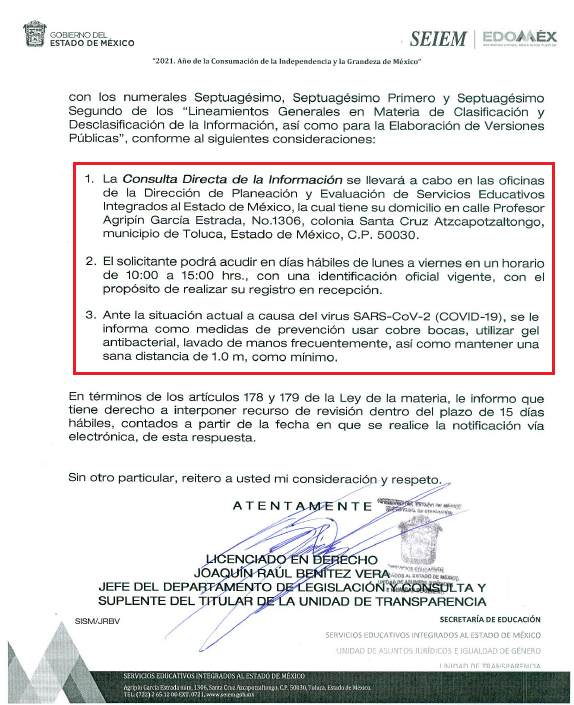 GOBIERNO DEL
ESTADO DE MÉXICO
SEIEM
EDOMÉX
"2021. Año de la Consumación de la Independencia y la Grandeza de México"
con los numerales Septuagésimo, Septuagésimo Primero y Septuagésimo
Segundo de los "Lineamientos Generales en Materia de Clasificación y
Desclasificación de la Información, así como para la Elaboración de Versiones
Públicas", conforme al siguientes consideraciones:
1. La Consulta Directa de la Información se llevará a cabo en las oficinas
de la Dirección de Planeación y Evaluación de Servicios Educativos
Integrados al Estado de México, la cual tiene su domicilio en calle Profesor
Agripín García Estrada, No.1306, colonia Santa Cruz Atzcapotzaltongo,
municipio de Toluca, Estado de México, C.P. 50030.
2. El solicitante podrá acudir en días hábiles de lunes a viernes en un horario
de 10:00 a 15:00 hrs., con una identificación oficial vigente, con el
propósito de realizar su registro en recepción.
3. Ante la situación actual a causa del virus SARS-CoV-2 (COVID-19), se le
informa como medidas de prevención usar cobre bocas, utilizar gel
antibacterial, lavado de manos frecuentemente, así como mantener una
sana distancia de 1.0 m, como mínimo.
En términos de los artículos 178 y 179 de la Ley de la materia, le informo que
tiene derecho a interponer recurso de revisión dentro del plazo de 15 días
hábiles, contados a partir de la fecha en que se realice la notificación vía
electrónica, de esta respuesta.
Sin otro particular, reitero a usted mi consideración y respeto.
ATENTAMENTE
LICENCIADO EN DERECHO
JOAQUÍN RAÚL BENÍTEZ VERA
JEFE DEL DEPARTAMENTO DE LEGISLACIÓN Y CONSULTA Y
SUPLENTE DEL TITULAR DE LA UNIDAD DE TRANSPARENCIA
SISM/JRBV
SECRETARÍA DE EDUCACIÓN
SERVICIOS EDUCATIVOS INTEGRADOS AL ESTADO DE MÉXICO
UNIDAD DE ASUNTOS JURÍDICOS E IGUALDAD DE GÉNERO
UNIDAD DE TRANSPARENCIA
SERVICIOS EDUCATIVOS INTEGRADOS AL ESTADO DE MÉXICO
Agripín García Estrada núm. 1306, Santa Cruz Atzcapotzaltongo, C.P. 50030, Toluca, Estado de México.
TEL: (722) 2 65 12 00 EXT. 0721, www.seiem.gob.mx